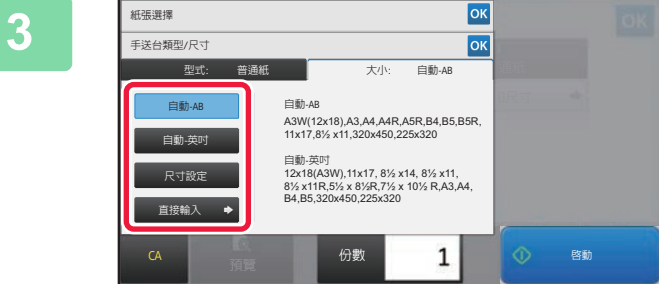 3
紙張選擇
OK
手送台類型/尺寸
OK
型式: 普通紙
大小: 自動-AB
自動-AB
自動-英吋
尺寸設定
直接輸入
自動-AB
A3W(12x18),A3,A4,A4R,A5R,B4,B5,B5R,
11x17,8½ x11,320x450,225x320
自動-英吋
12x18(A3W),11x17, 8½ x14, 8½ x11,
8½ x11R,5½ x 8½R,7½ x 10½ R,A3,A4,
B4,B5,320x450,225x320
CA
預覽
份數
1
啓動
OK